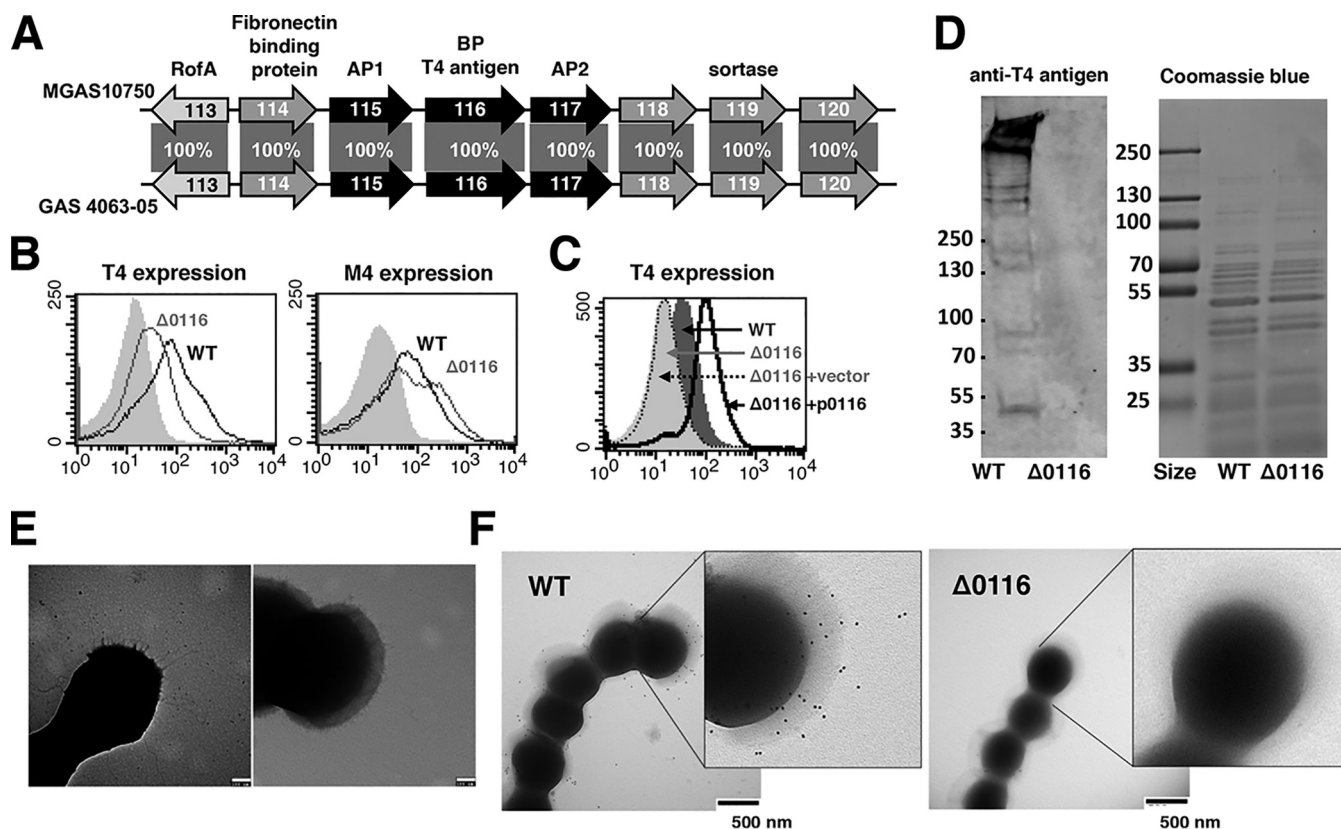 A
Fibronectin
binding
protein
BP
T4 antigen
RofA
AP1
AP2
sortase
MGAS10750
113 114 115 116 117 118 119 120
100% 100% 100% 100% 100% 100% 100% 100%
113 114 115 116 117 118 119 120
GAS 4063-05
B
T4 expression
250
0
Δ0116
WT
10⁰ 10¹ 10² 10³ 10⁴
M4 expression
250
0
WT
Δ0116
10⁰ 10¹ 10² 10³ 10⁴
C
T4 expression
500
0
WT
Δ0116
Δ0116 +vector
Δ0116 +p0116
10⁰ 10¹ 10² 10³ 10⁴
D
anti-T4 antigen
250
130
100
70
55
35
WT Δ0116
Coomassie blue
250
130
100
70
55
35
25
Size WT Δ0116
E
F
WT
500 nm
Δ0116
500 nm